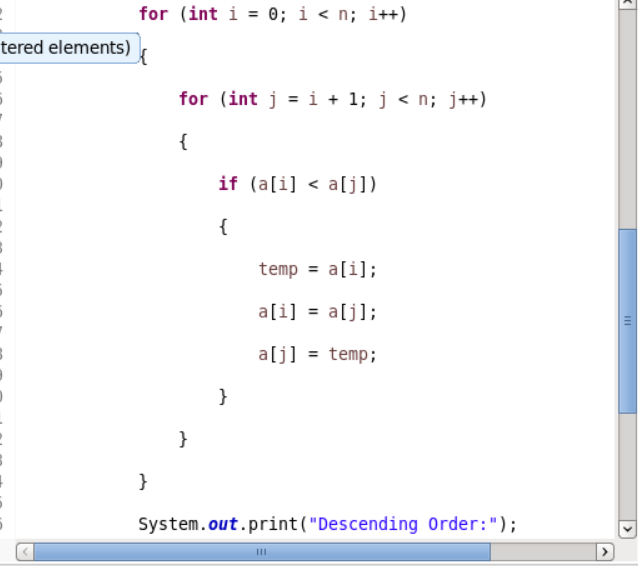 for (int i = 0; i < n; i++)
tered elements)
{
for (int j = i + 1; j < n; j++)
{
if (a[i] < a[j])
{
temp = a[i];
a[i] = a[j];
a[j] = temp;
}
}
}
System.out.print("Descending Order:");